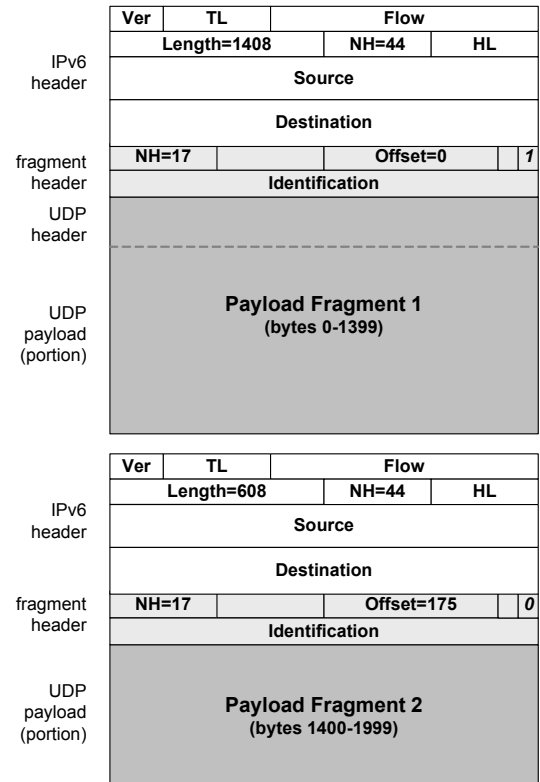 Ver TL Flow
Length=1408 NH=44 HL
IPv6
header
Source
Destination
fragment
header
NH=17 Offset=0 1
Identification
UDP
header
UDP
payload
(portion)
Payload Fragment 1
(bytes 0-1399)
Ver TL Flow
Length=608 NH=44 HL
IPv6
header
Source
Destination
fragment
header
NH=17 Offset=175 0
Identification
UDP
payload
(portion)
Payload Fragment 2
(bytes 1400-1999)